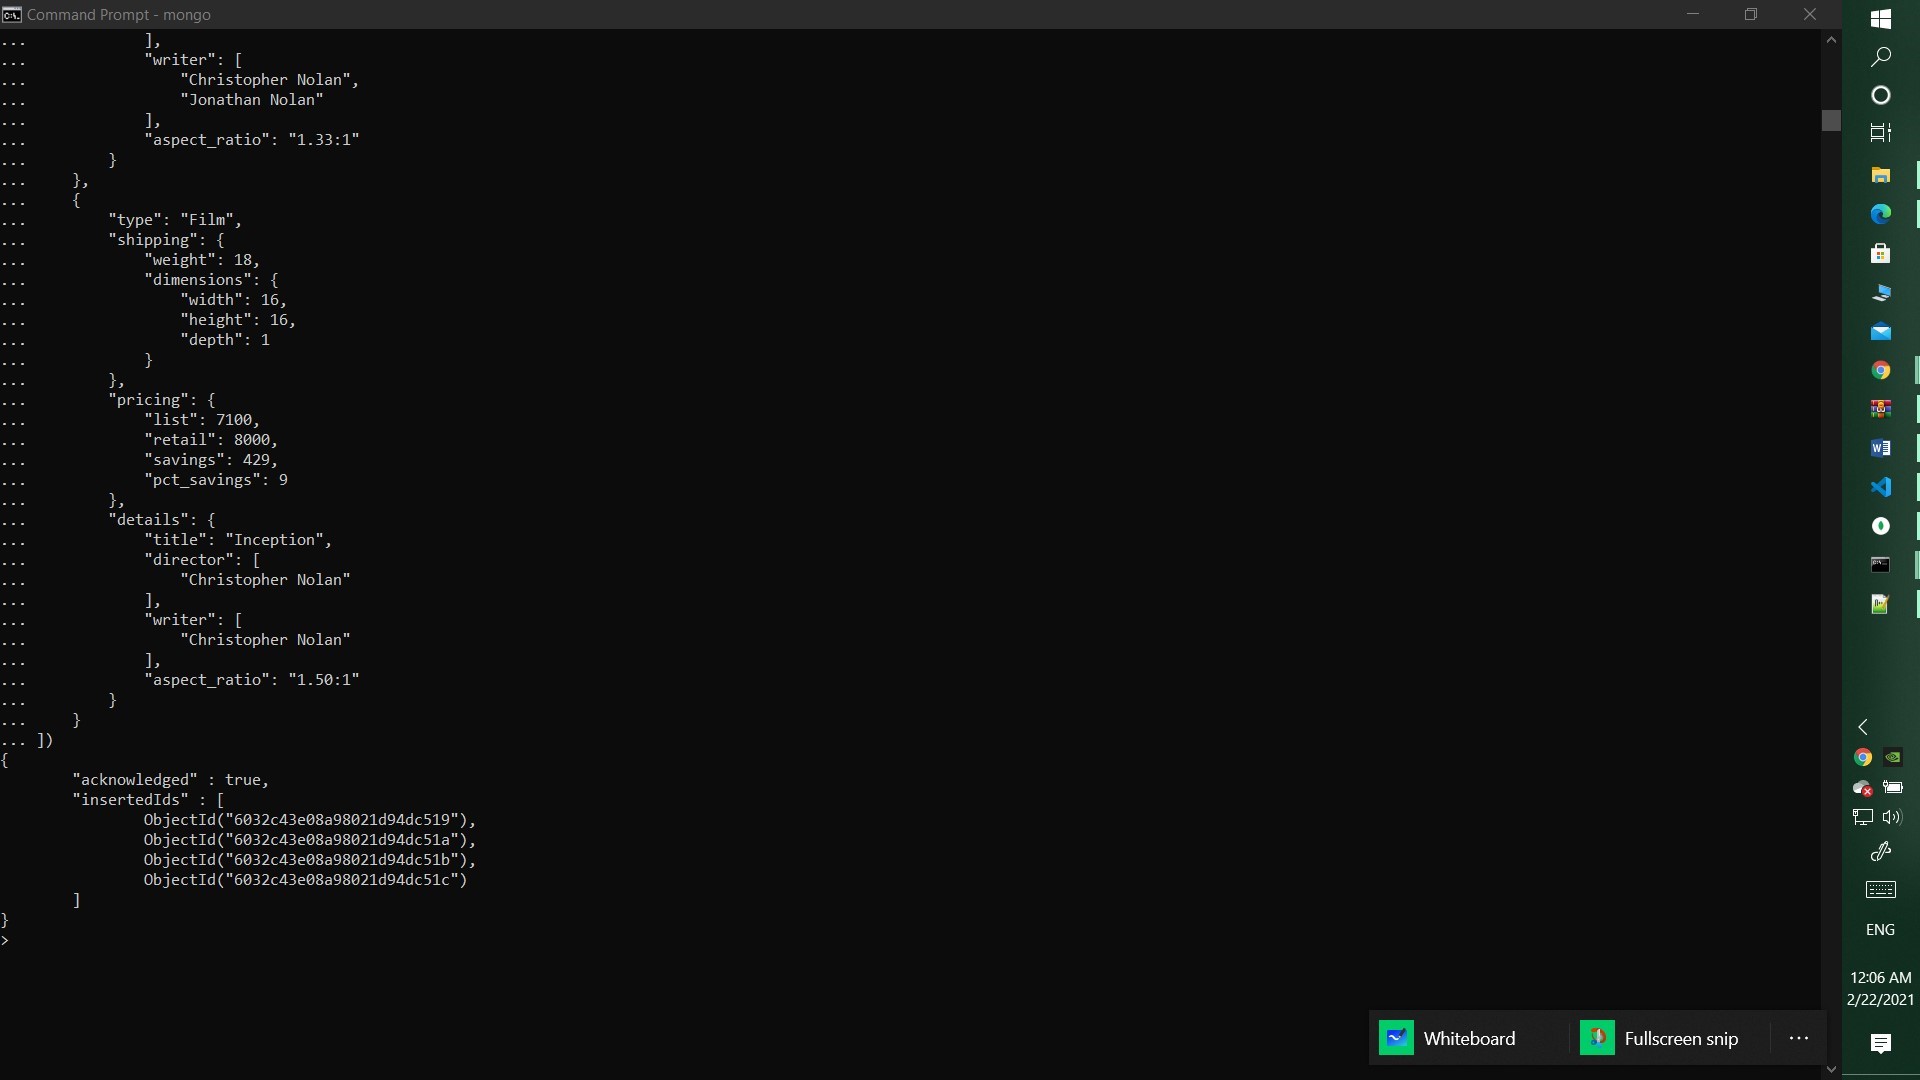 Command Prompt - mongo
...             ],
...             "writer": [
...                 "Christopher Nolan",
...                 "Jonathan Nolan"
...             ],
...             "aspect_ratio": "1.33:1"
...         }
...     },
...     {
...         "type": "Film",
...         "shipping": {
...             "weight": 18,
...             "dimensions": {
...                 "width": 16,
...                 "height": 16,
...                 "depth": 1
...             }
...         },
...         "pricing": {
...             "list": 7100,
...             "retail": 8000,
...             "savings": 429,
...             "pct_savings": 9
...         },
...         "details": {
...             "title": "Inception",
...             "director": [
...                 "Christopher Nolan"
...             ],
...             "writer": [
...                 "Christopher Nolan"
...             ],
...             "aspect_ratio": "1.50:1"
...         }
...     }
... ])
{
        "acknowledged" : true,
        "insertedIds" : [
                ObjectId("6032c43e08a98021d94dc519"),
                ObjectId("6032c43e08a98021d94dc51a"),
                ObjectId("6032c43e08a98021d94dc51b"),
                ObjectId("6032c43e08a98021d94dc51c")
        ]
}
>
Whiteboard
Fullscreen snip
...
ENG
12:06 AM
2/22/2021